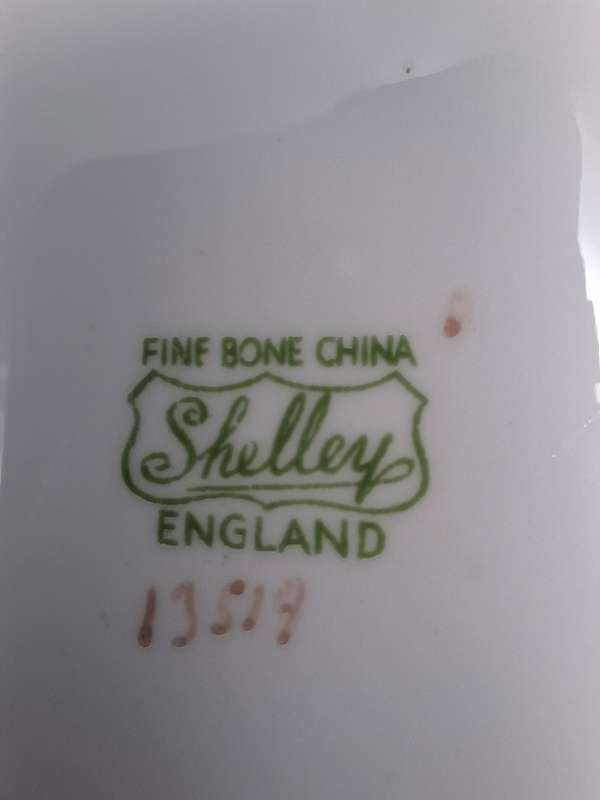 FINE BONE CHINA
Shelley
ENGLAND
13519